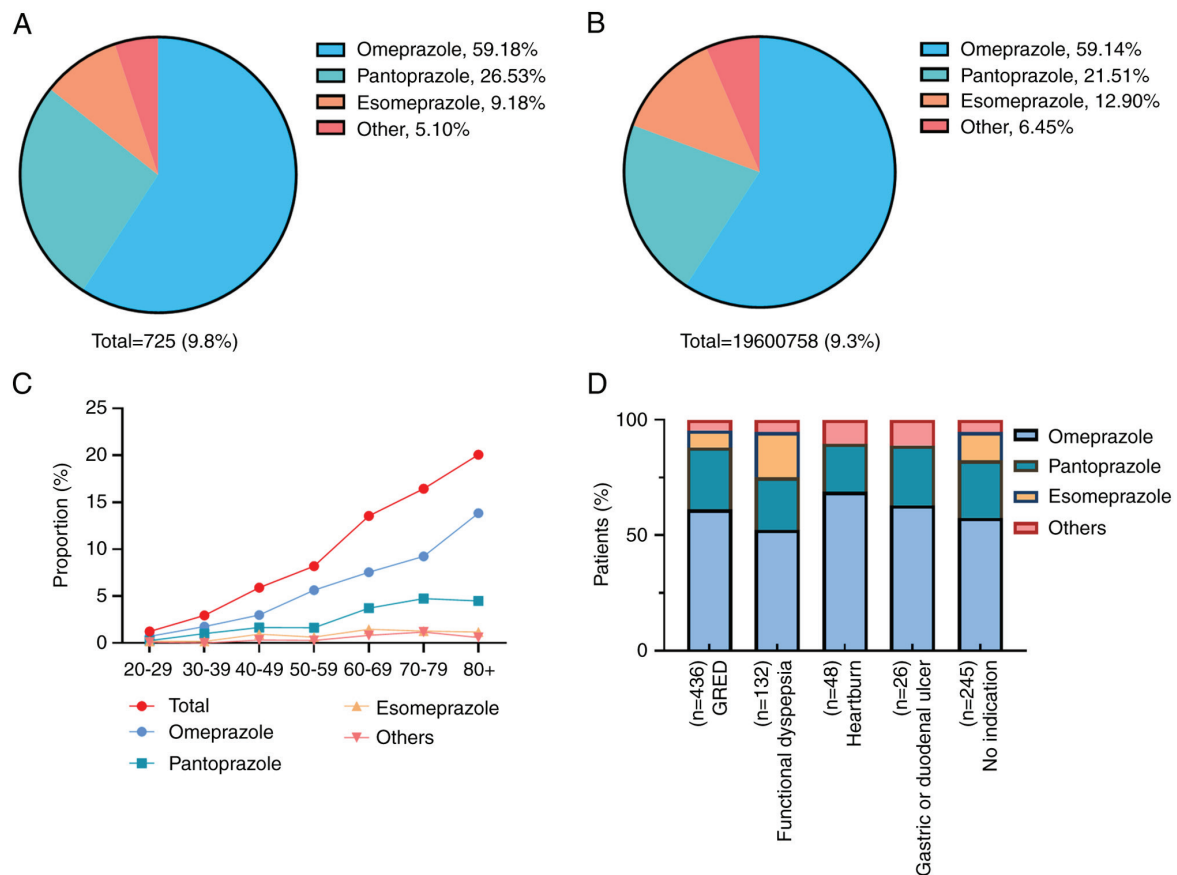 A
Omeprazole, 59.18%
Pantoprazole, 26.53%
Esomeprazole, 9.18%
Other, 5.10%
Total=725 (9.8%)
B
Omeprazole, 59.14%
Pantoprazole, 21.51%
Esomeprazole, 12.90%
Other, 6.45%
Total=19600758 (9.3%)
C
Proportion (%)
25
20
15
10
5
0
20-29 30-39 40-49 50-59 60-69 70-79 80+
Total
Omeprazole
Pantoprazole
Esomeprazole
Others
D
Patients (%)
100
50
0
(n=436)
GRED
(n=132)
Functional dyspepsia
(n=48)
Heartburn
(n=26)
Gastric or duodenal ulcer
(n=245)
No indication
Omeprazole
Pantoprazole
Esomeprazole
Others